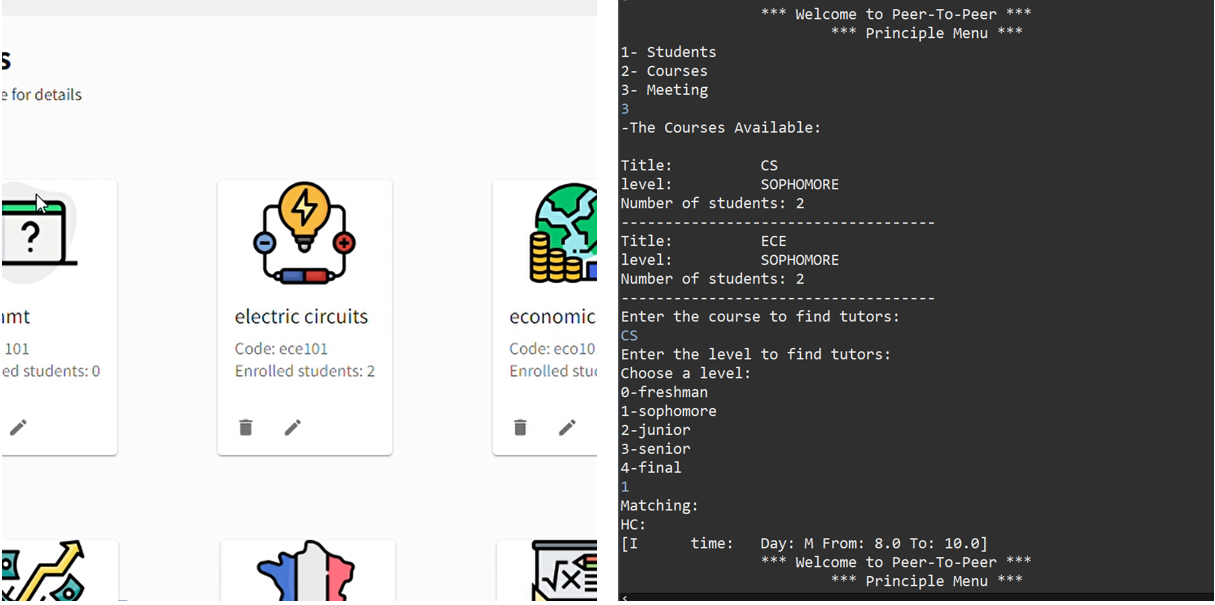 e for details
101
ed students: 0
electric circuits
Code: ece101
Enrolled students: 2
economic
Code: eco10
Enrolled stu
*** Welcome to Peer-To-Peer ***
*** Principle Menu ***
1- Students
2- Courses
3- Meeting
3
-The Courses Available:
Title: CS
level: SOPHOMORE
Number of students: 2
------------------------------------
Title: ECE
level: SOPHOMORE
Number of students: 2
------------------------------------
Enter the course to find tutors:
CS
Enter the level to find tutors:
Choose a level:
0-freshman
1-sophomore
2-junior
3-senior
4-final
1
Matching:
HC:
[I time: Day: M From: 8.0 To: 10.0]
*** Welcome to Peer-To-Peer ***
*** Principle Menu ***